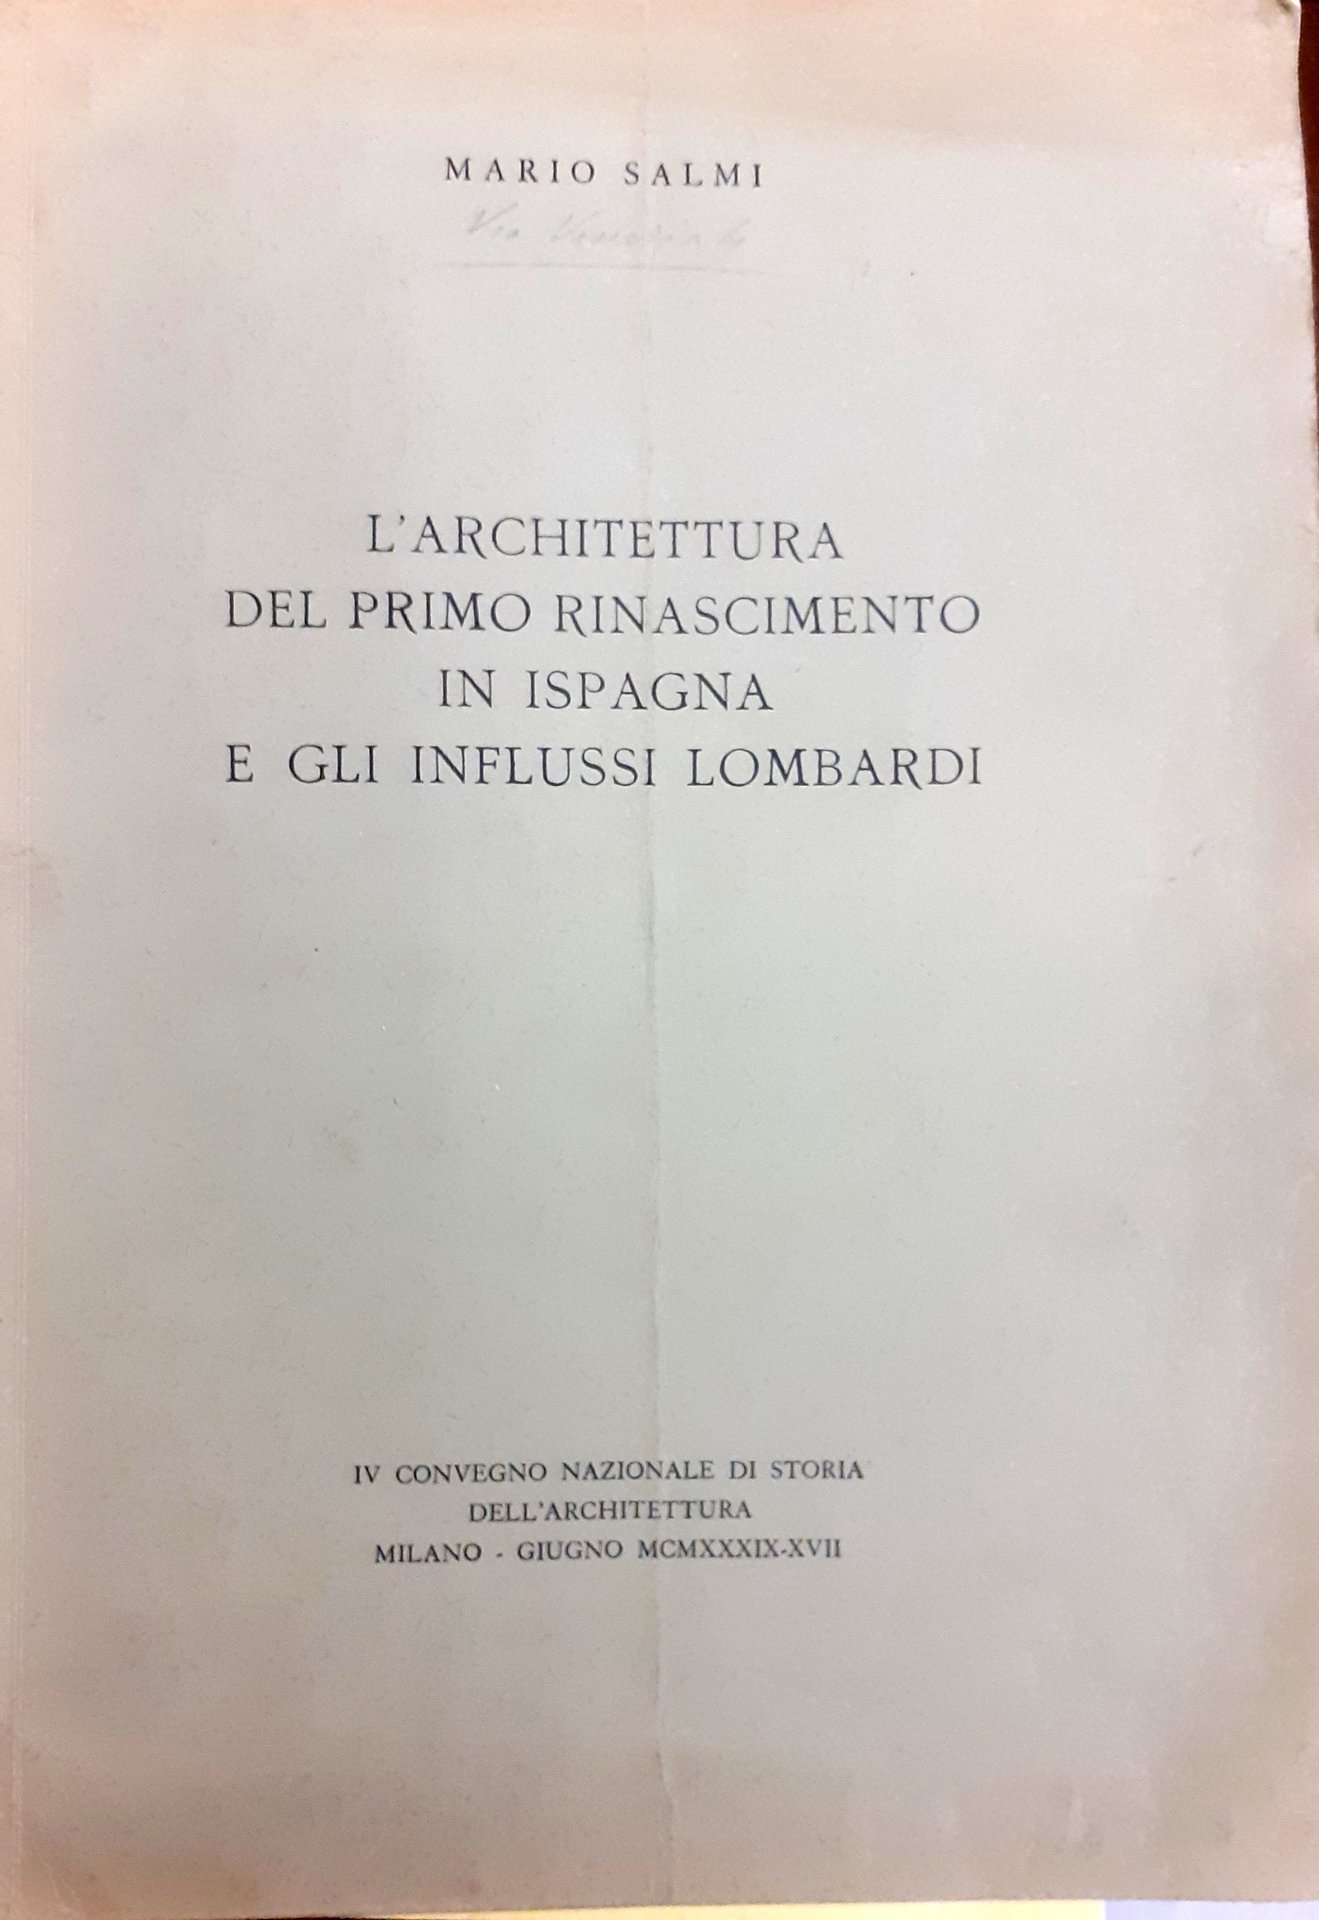 MARIO SALMI
L'ARCHITETTURA
DEL PRIMO RINASCIMENTO
IN ISPAGNA
E GLI INFLUSSI LOMBARDI
IV CONVEGNO NAZIONALE DI STORIA
DELL'ARCHITETTURA
MILANO - GIUGNO MCMXXXIX-XVII